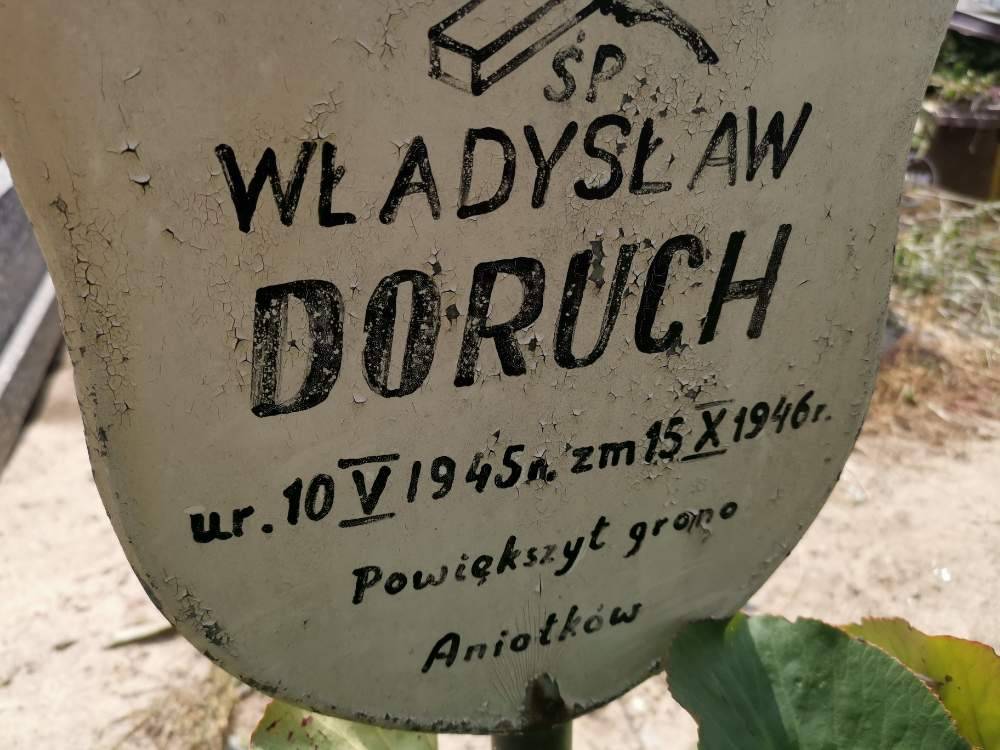 ŚP.
WŁADYSŁAW
DORUCH
ur. 10 V 1945r. zm 15 X 1946r.
Powiększył grono
Aniołków